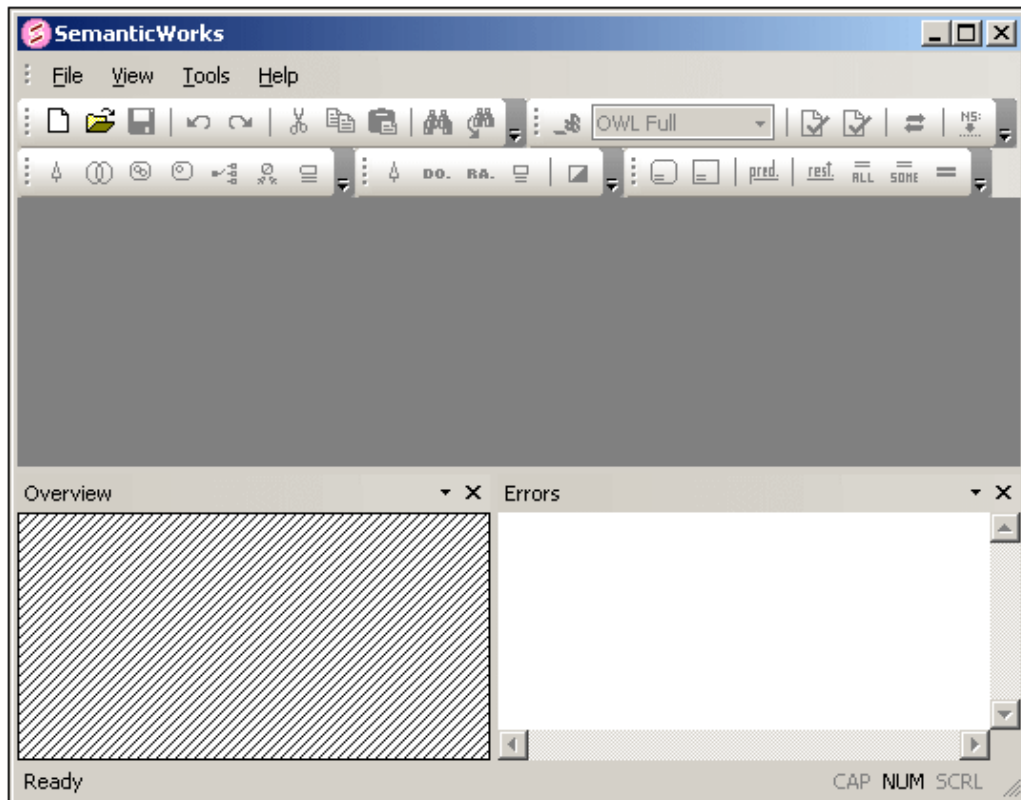 SemanticWorks
File View Tools Help
OWL Full NS:
DO. RA. pred. rest. ALL SOME
Overview Errors
Ready CAP NUM SCRL